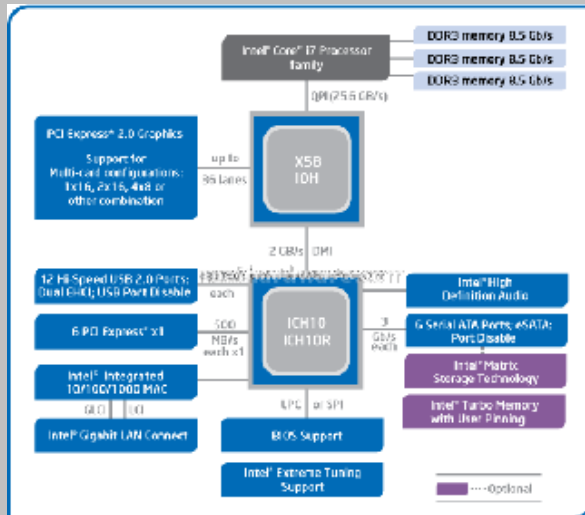 DDR3 memory 8.5 Gb/s
Intel® Core™ i7 Processor
family
DDR3 memory 8.5 Gb/s
DDR3 memory 8.5 Gb/s
QPI(25.6 GB/s)
PCI Express* 2.0 Graphics
Support for
Multi-card configurations:
1x16, 2x16, 4x8 or
other combination
up to
36 lanes
X58
IOH
2 GB/s DMI
12 Hi-Speed USB 2.0 Ports;
Dual EHCI; USB Port Disable
each
Intel® High
Definition Audio
6 PCI Express* x1
500
MB/s
each x1
ICH10
ICH10R
3
Gb/s
each
6 Serial ATA Ports; eSATA;
Port Disable
Intel® Integrated
10/100/1000 MAC
Intel® Matrix
Storage Technology
GLCI LCI
LPC or SPI
Intel® Turbo Memory
with User Pinning
Intel® Gigabit LAN Connect
BIOS Support
Intel® Extreme Tuning
Support
Optional